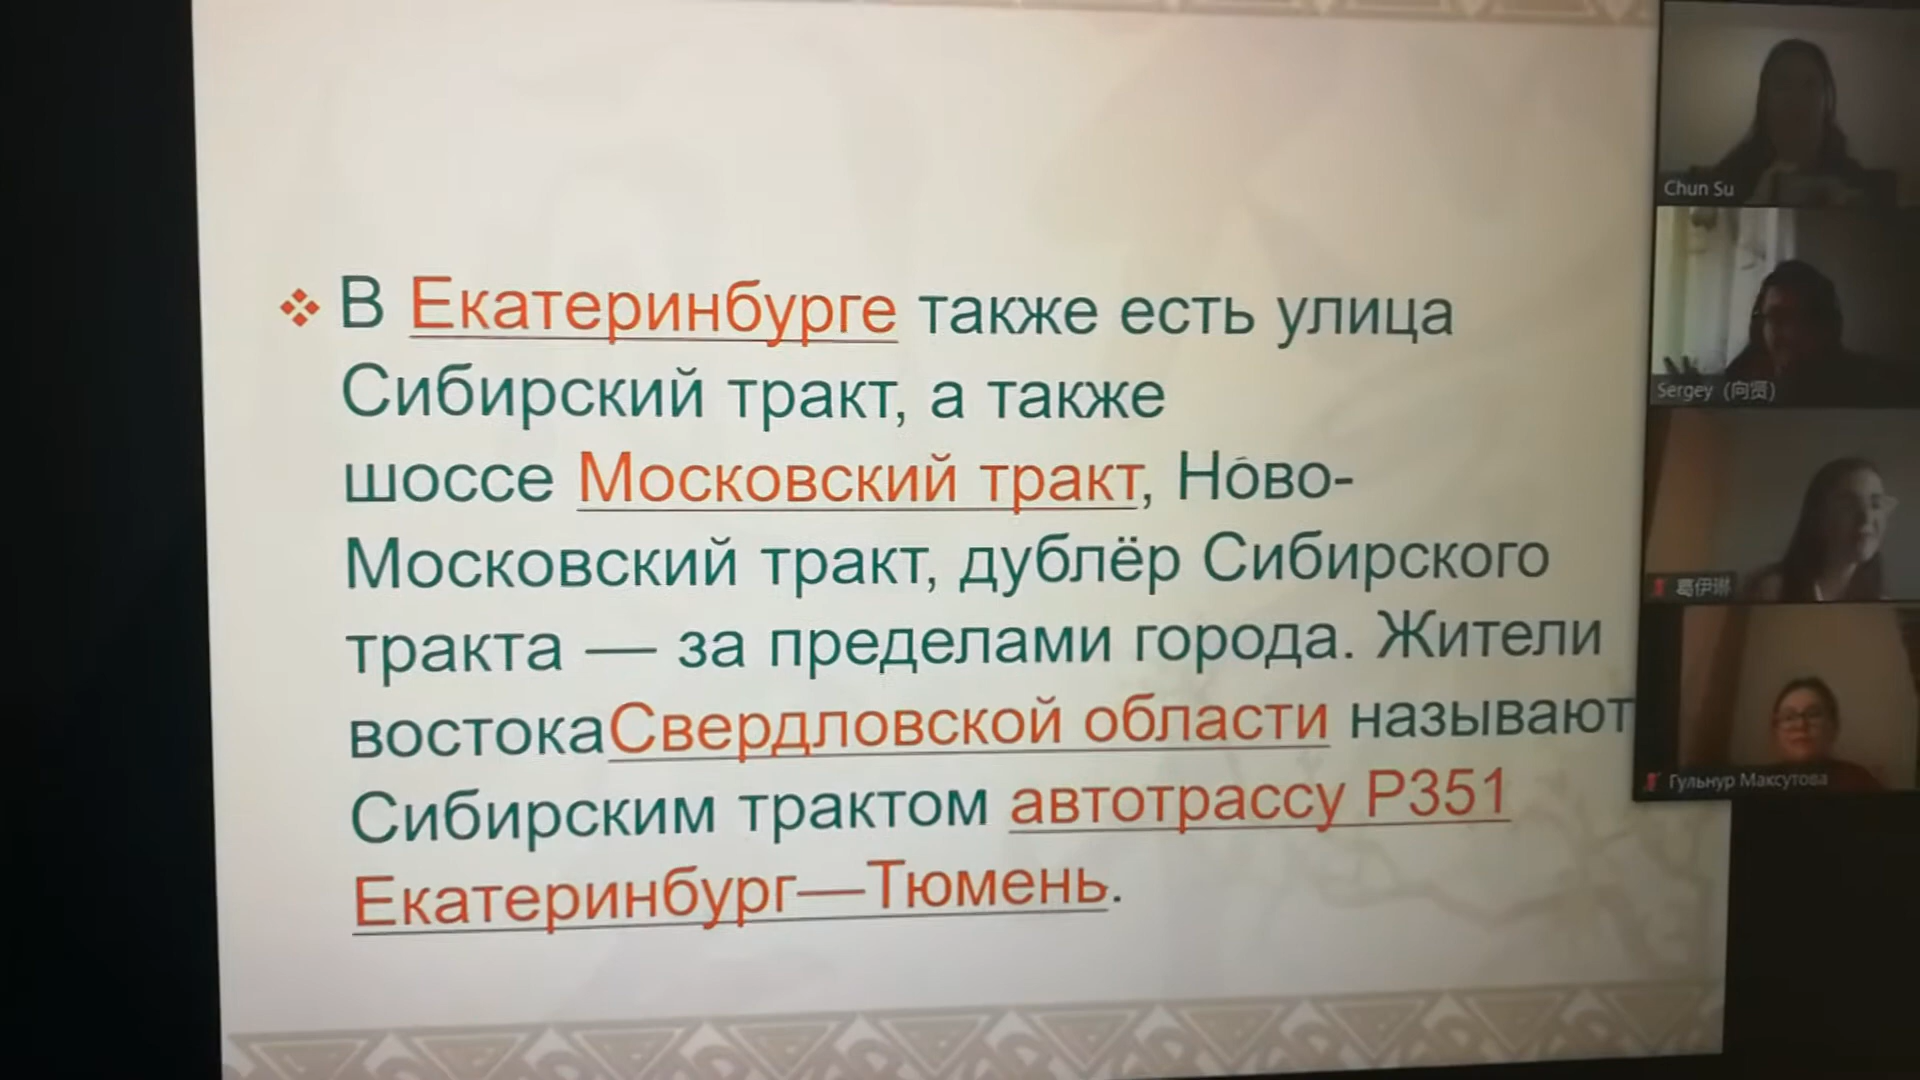 В Екатеринбурге также есть улица
Сибирский тракт, а также
шоссе Московский тракт, Но́во-
Московский тракт, дублёр Сибирского
тракта — за пределами города. Жители
востокаСвердловской области называют
Сибирским трактом автотрассу Р351
Екатеринбург—Тюмень.
Chun Su
Sergey（向贤）
葛伊琳
Гульнур Максутова